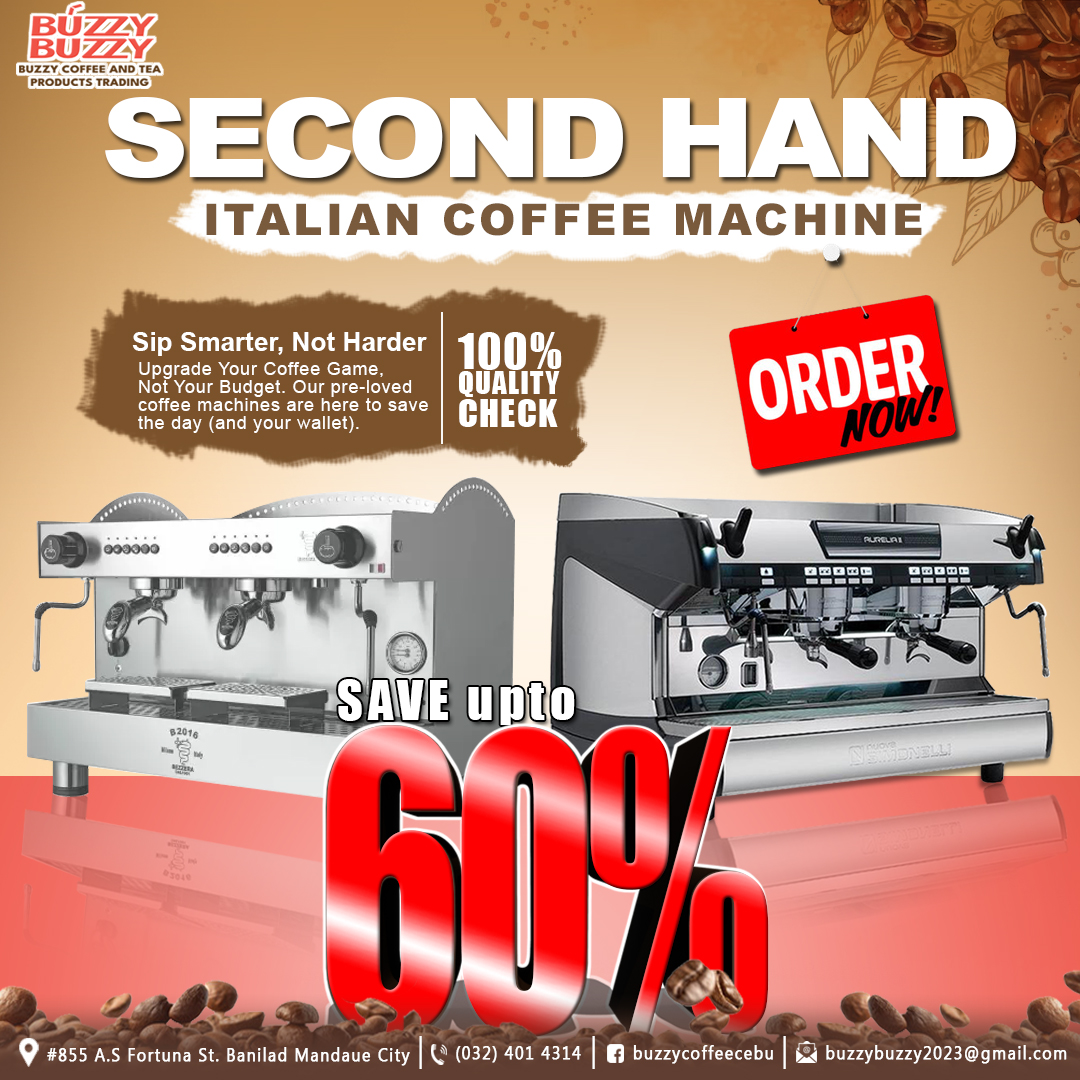 BÚZZY
BUZZY
BUZZY COFFEE AND TEA
PRODUCTS TRADING
SECOND HAND
ITALIAN COFFEE MACHINE
Sip Smarter, Not Harder
Upgrade Your Coffee Game,
Not Your Budget. Our pre-loved
coffee machines are here to save
the day (and your wallet).
100%
QUALITY
CHECK
ORDER
NOW!
AURELIA II
B2016
Milano Italy
BEZZERA
NUOVA
SIMONELLI
SAVE upto
60%
#855 A.S Fortuna St. Banilad Mandaue City
(032) 401 4314
buzzycoffeecebu
buzzybuzzy2023@gmail.com